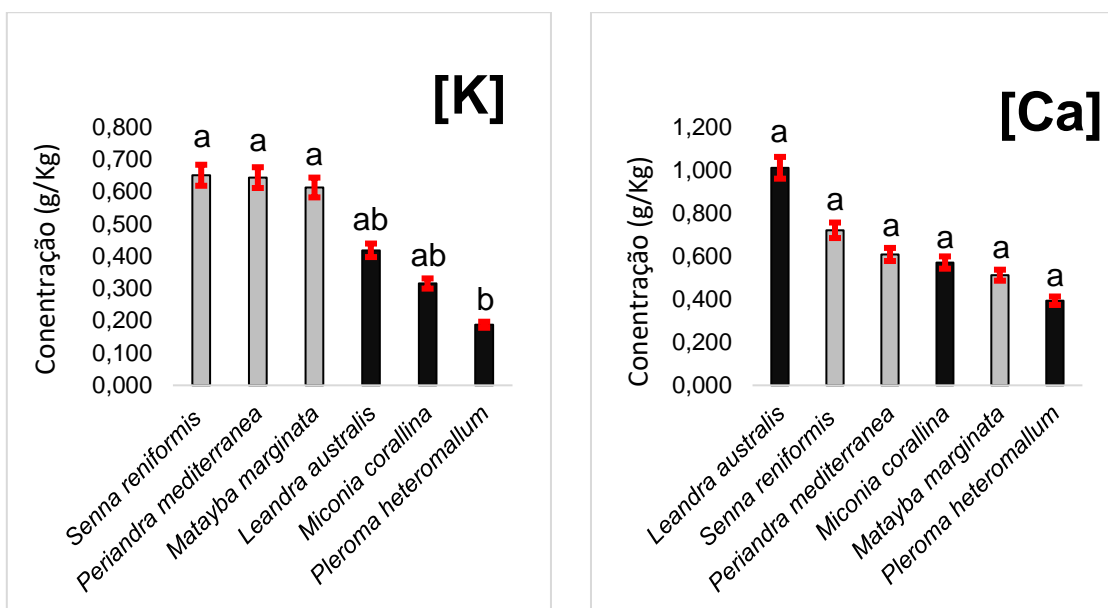 [K]
Conentração (g/Kg)
0,800
0,700
0,600
0,500
0,400
0,300
0,200
0,100
0,000
a
a
a
ab
ab
b
Senna reniformis
Periandra mediterranea
Matayba marginata
Leandra australis
Miconia corallina
Pleroma heteromallum
[Ca]
Conentração (g/Kg)
1,200
1,000
0,800
0,600
0,400
0,200
0,000
a
a
a
a
a
a
Leandra australis
Senna reniformis
Periandra mediterranea
Miconia corallina
Matayba marginata
Pleroma heteromallum